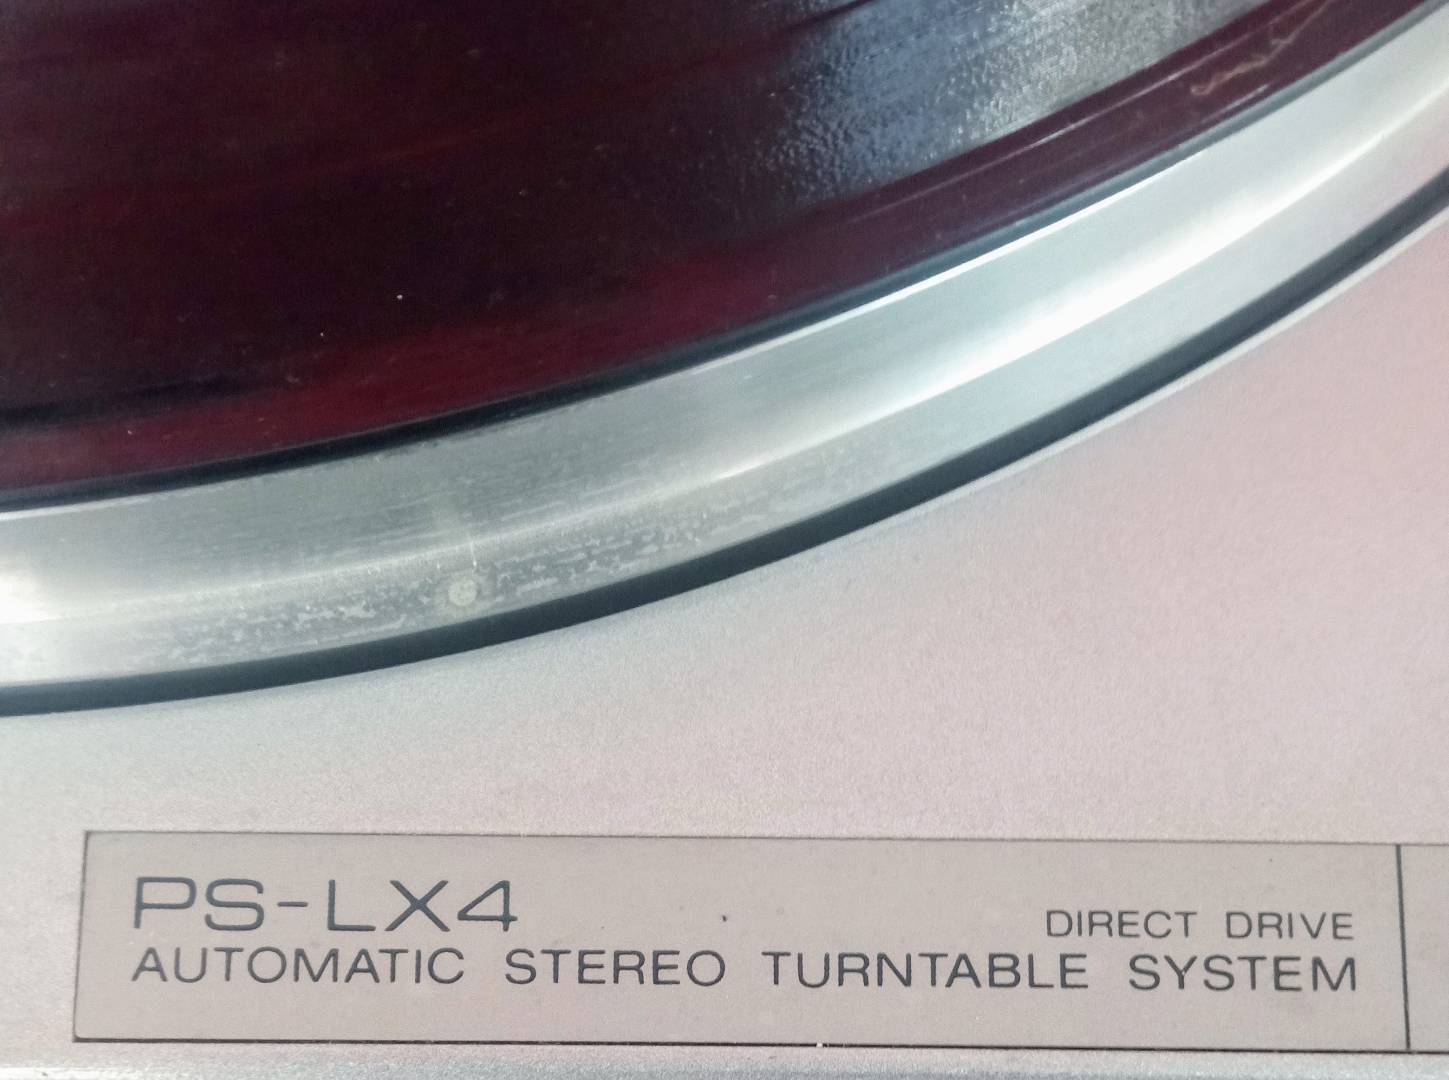 PS-LX4
DIRECT DRIVE
AUTOMATIC STEREO TURNTABLE SYSTEM